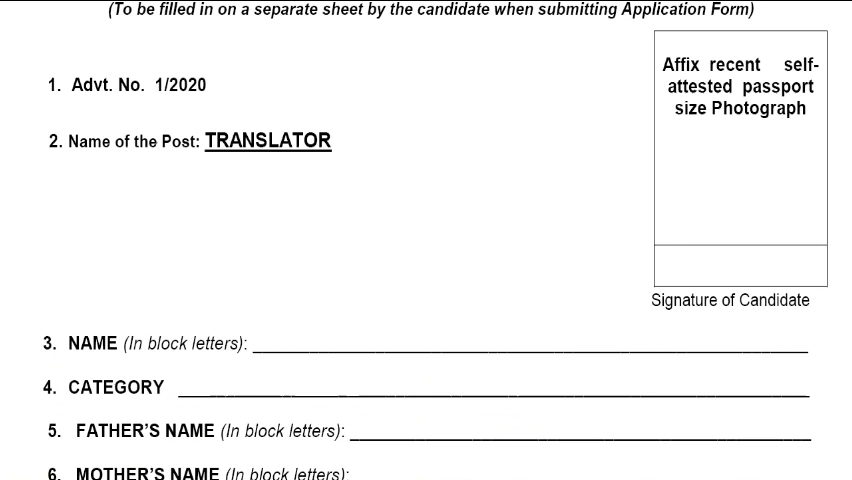 (To be filled in on a separate sheet by the candidate when submitting Application Form)
Affix recent self-
attested passport
size Photograph
1. Advt. No. 1/2020
2. Name of the Post: TRANSLATOR
Signature of Candidate
3. NAME (In block letters):
4. CATEGORY
5. FATHER'S NAME (In block letters):
6. MOTHER'S NAME (In block letters):